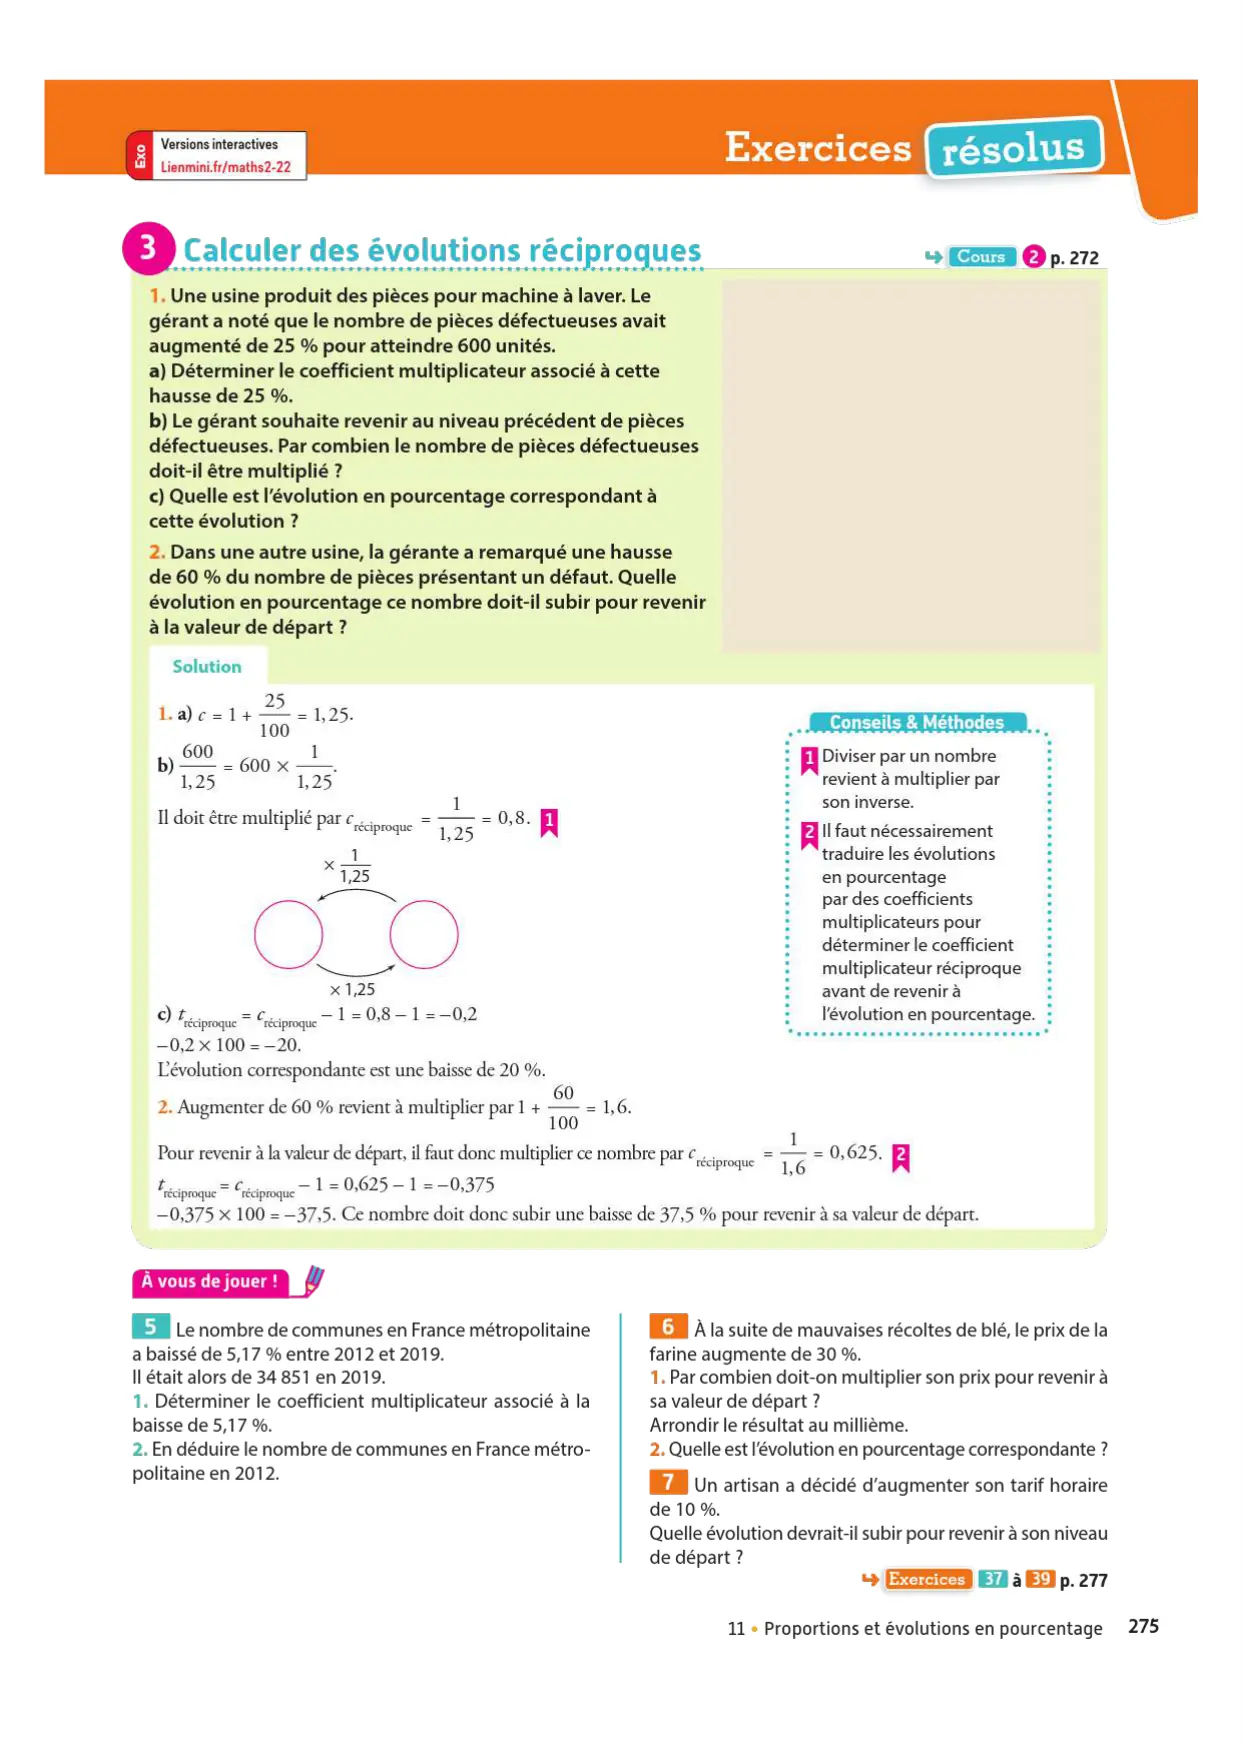 Exo
Versions interactives
Lienmini.fr/maths2-22
Exercices résolus
3 Calculer des évolutions réciproques
Cours 2 p. 272
1. Une usine produit des pièces pour machine à laver. Le
gérant a noté que le nombre de pièces défectueuses avait
augmenté de 25 % pour atteindre 600 unités.
a) Déterminer le coefficient multiplicateur associé à cette
hausse de 25 %.
b) Le gérant souhaite revenir au niveau précédent de pièces
défectueuses. Par combien le nombre de pièces défectueuses
doit-il être multiplié ?
c) Quelle est l'évolution en pourcentage correspondant à
cette évolution ?
2. Dans une autre usine, la gérante a remarqué une hausse
de 60 % du nombre de pièces présentant un défaut. Quelle
évolution en pourcentage ce nombre doit-il subir pour revenir
à la valeur de départ ?
Solution
1. a) c = 1 + 25/100 = 1,25.
b) 600/1,25 = 600 × 1/1,25.
Il doit être multiplié par c réciproque = 1/1,25 = 0,8. 1
× 1/1,25
× 1,25
c) t réciproque = c réciproque – 1 = 0,8 – 1 = –0,2
–0,2 × 100 = –20.
L'évolution correspondante est une baisse de 20 %.
2. Augmenter de 60 % revient à multiplier par 1 + 60/100 = 1,6.
Pour revenir à la valeur de départ, il faut donc multiplier ce nombre par c réciproque = 1/1,6 = 0,625. 2
t réciproque = c réciproque – 1 = 0,625 – 1 = –0,375
–0,375 × 100 = –37,5. Ce nombre doit donc subir une baisse de 37,5 % pour revenir à sa valeur de départ.
Conseils & Méthodes
1 Diviser par un nombre
revient à multiplier par
son inverse.
2 Il faut nécessairement
traduire les évolutions
en pourcentage
par des coefficients
multiplicateurs pour
déterminer le coefficient
multiplicateur réciproque
avant de revenir à
l'évolution en pourcentage.
À vous de jouer !
5 Le nombre de communes en France métropolitaine
a baissé de 5,17 % entre 2012 et 2019.
Il était alors de 34 851 en 2019.
1. Déterminer le coefficient multiplicateur associé à la
baisse de 5,17 %.
2. En déduire le nombre de communes en France métro-
politaine en 2012.
6 À la suite de mauvaises récoltes de blé, le prix de la
farine augmente de 30 %.
1. Par combien doit-on multiplier son prix pour revenir à
sa valeur de départ ?
Arrondir le résultat au millième.
2. Quelle est l'évolution en pourcentage correspondante ?
7 Un artisan a décidé d'augmenter son tarif horaire
de 10 %.
Quelle évolution devrait-il subir pour revenir à son niveau
de départ ?
Exercices 37 à 39 p. 277
11 • Proportions et évolutions en pourcentage 275